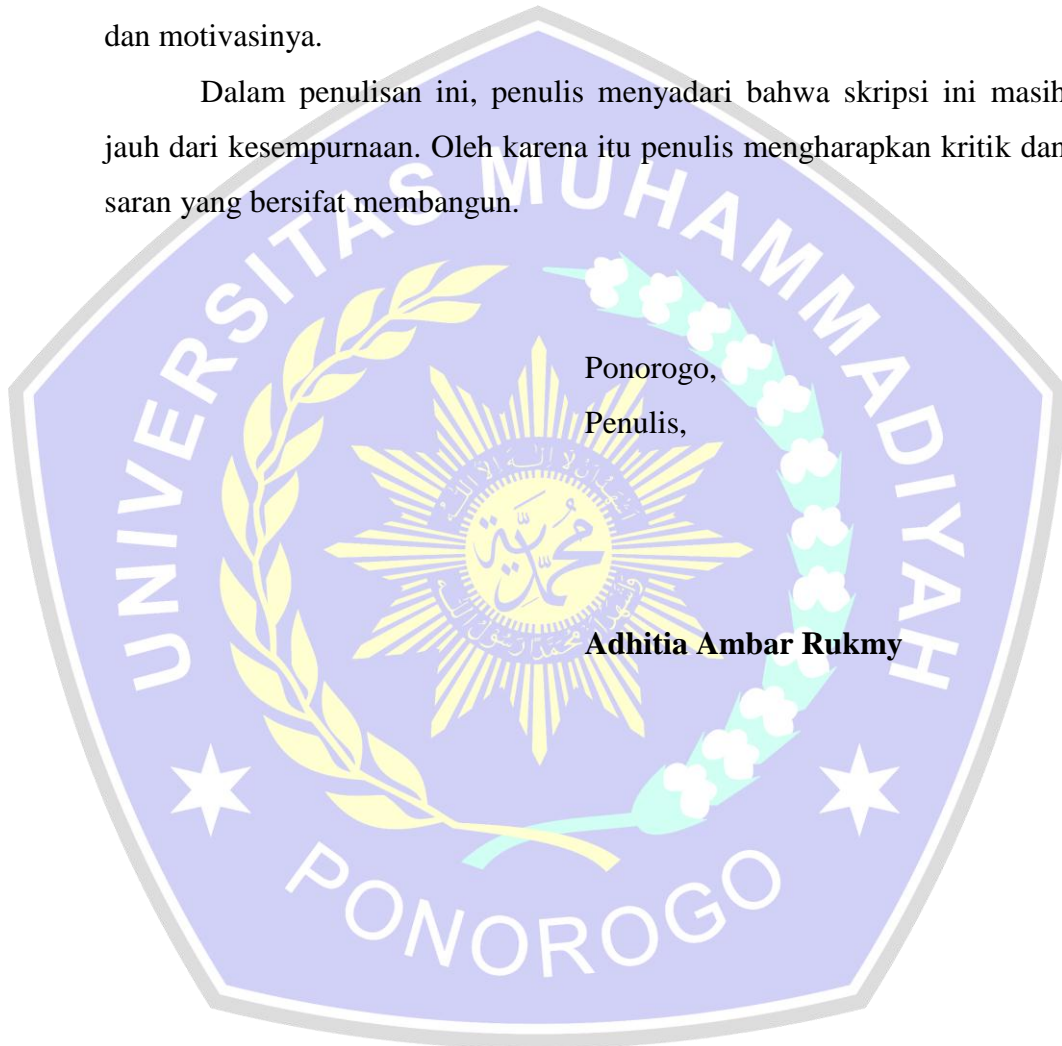 dan motivasinya.
Dalam penulisan ini, penulis menyadari bahwa skripsi ini masih
jauh dari kesempurnaan. Oleh karena itu penulis mengharapkan kritik dan
saran yang bersifat membangun.
UNIVERSITAS MUHAMMADIYAH
Ponorogo,
Penulis,
محمدية
Adhitia Ambar Rukmy
PONOROGO